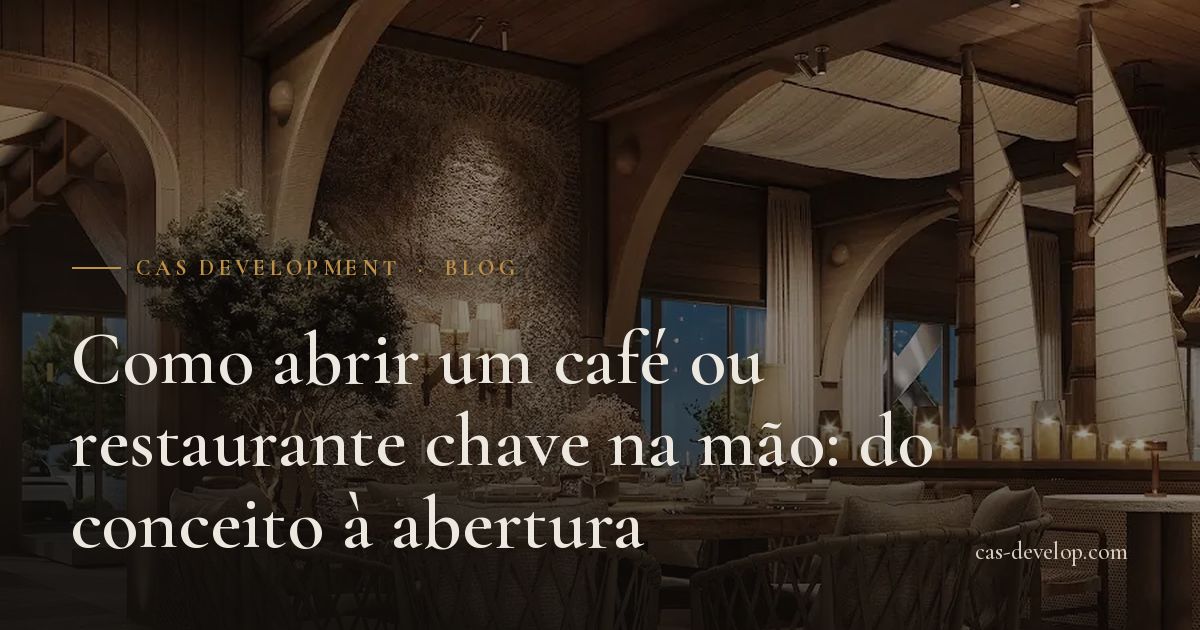 CAS DEVELOPMENT · BLOG
Como abrir um café ou
restaurante chave na mão: do
conceito à abertura
cas-develop.com